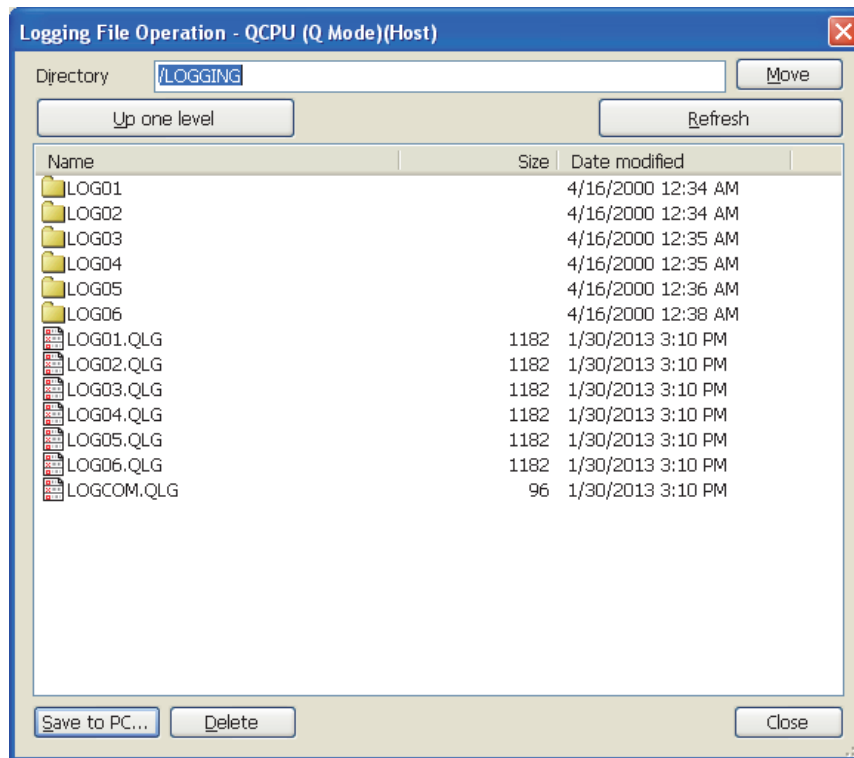 Logging File Operation - QCPU (Q Mode)(Host)
Directory /LOGGING Move
Up one level Refresh
Name Size Date modified
LOG01 4/16/2000 12:34 AM
LOG02 4/16/2000 12:34 AM
LOG03 4/16/2000 12:35 AM
LOG04 4/16/2000 12:35 AM
LOG05 4/16/2000 12:36 AM
LOG06 4/16/2000 12:38 AM
LOG01.QLG 1182 1/30/2013 3:10 PM
LOG02.QLG 1182 1/30/2013 3:10 PM
LOG03.QLG 1182 1/30/2013 3:10 PM
LOG04.QLG 1182 1/30/2013 3:10 PM
LOG05.QLG 1182 1/30/2013 3:10 PM
LOG06.QLG 1182 1/30/2013 3:10 PM
LOGCOM.QLG 96 1/30/2013 3:10 PM
Save to PC... Delete Close